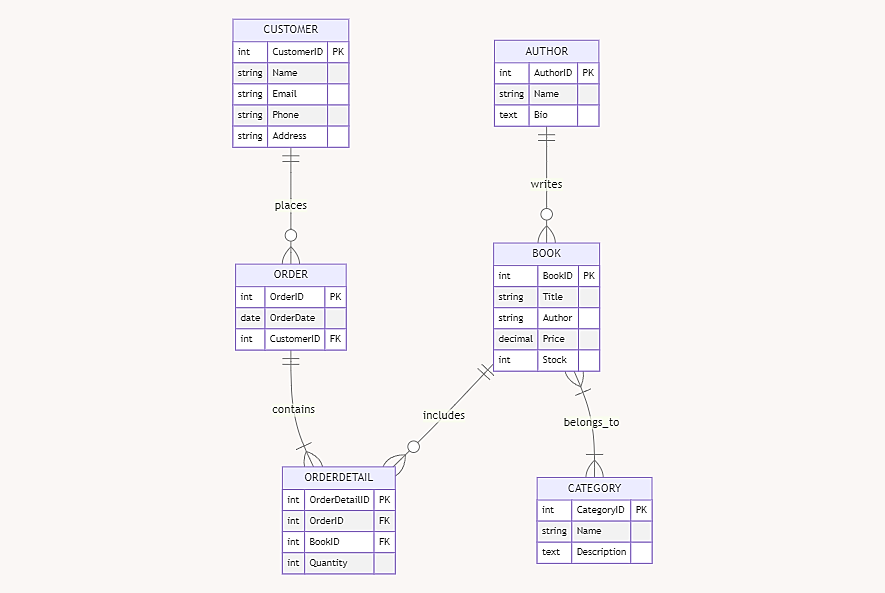 CUSTOMER
int CustomerID PK
string Name
string Email
string Phone
string Address
AUTHOR
int AuthorID PK
string Name
text Bio
places
writes
ORDER
int OrderID PK
date OrderDate
int CustomerID FK
BOOK
int BookID PK
string Title
string Author
decimal Price
int Stock
contains
includes
belongs_to
ORDERDETAIL
int OrderDetailID PK
int OrderID FK
int BookID FK
int Quantity
CATEGORY
int CategoryID PK
string Name
text Description